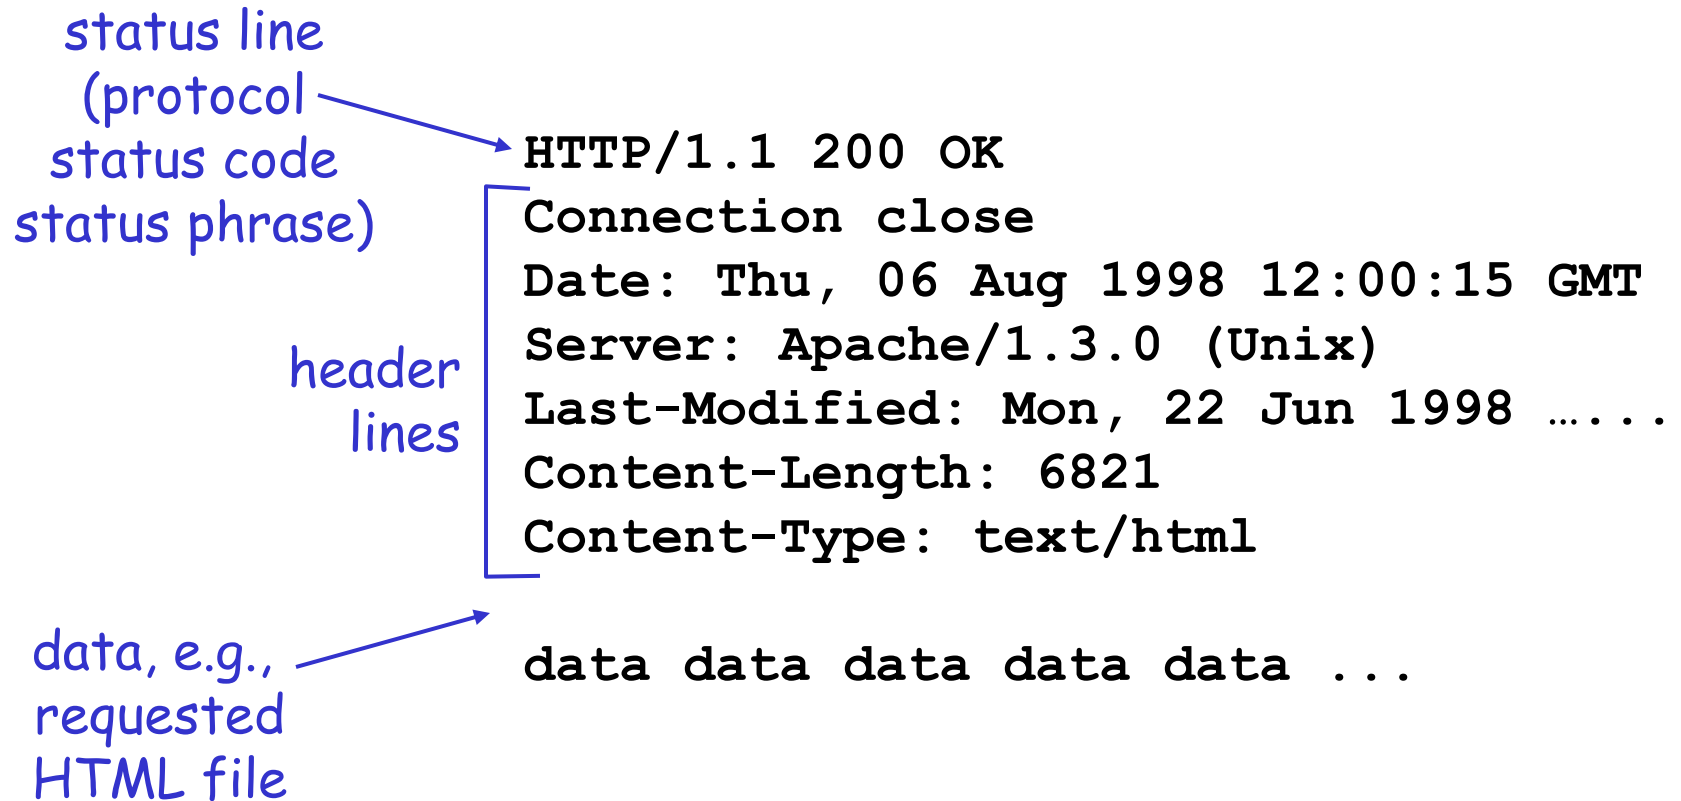 status line
(protocol
status code
status phrase)
HTTP/1.1 200 OK
Connection close
Date: Thu, 06 Aug 1998 12:00:15 GMT
Server: Apache/1.3.0 (Unix)
Last-Modified: Mon, 22 Jun 1998 …...
Content-Length: 6821
Content-Type: text/html
header
lines
data, e.g.,
requested
HTML file
data data data data data ...